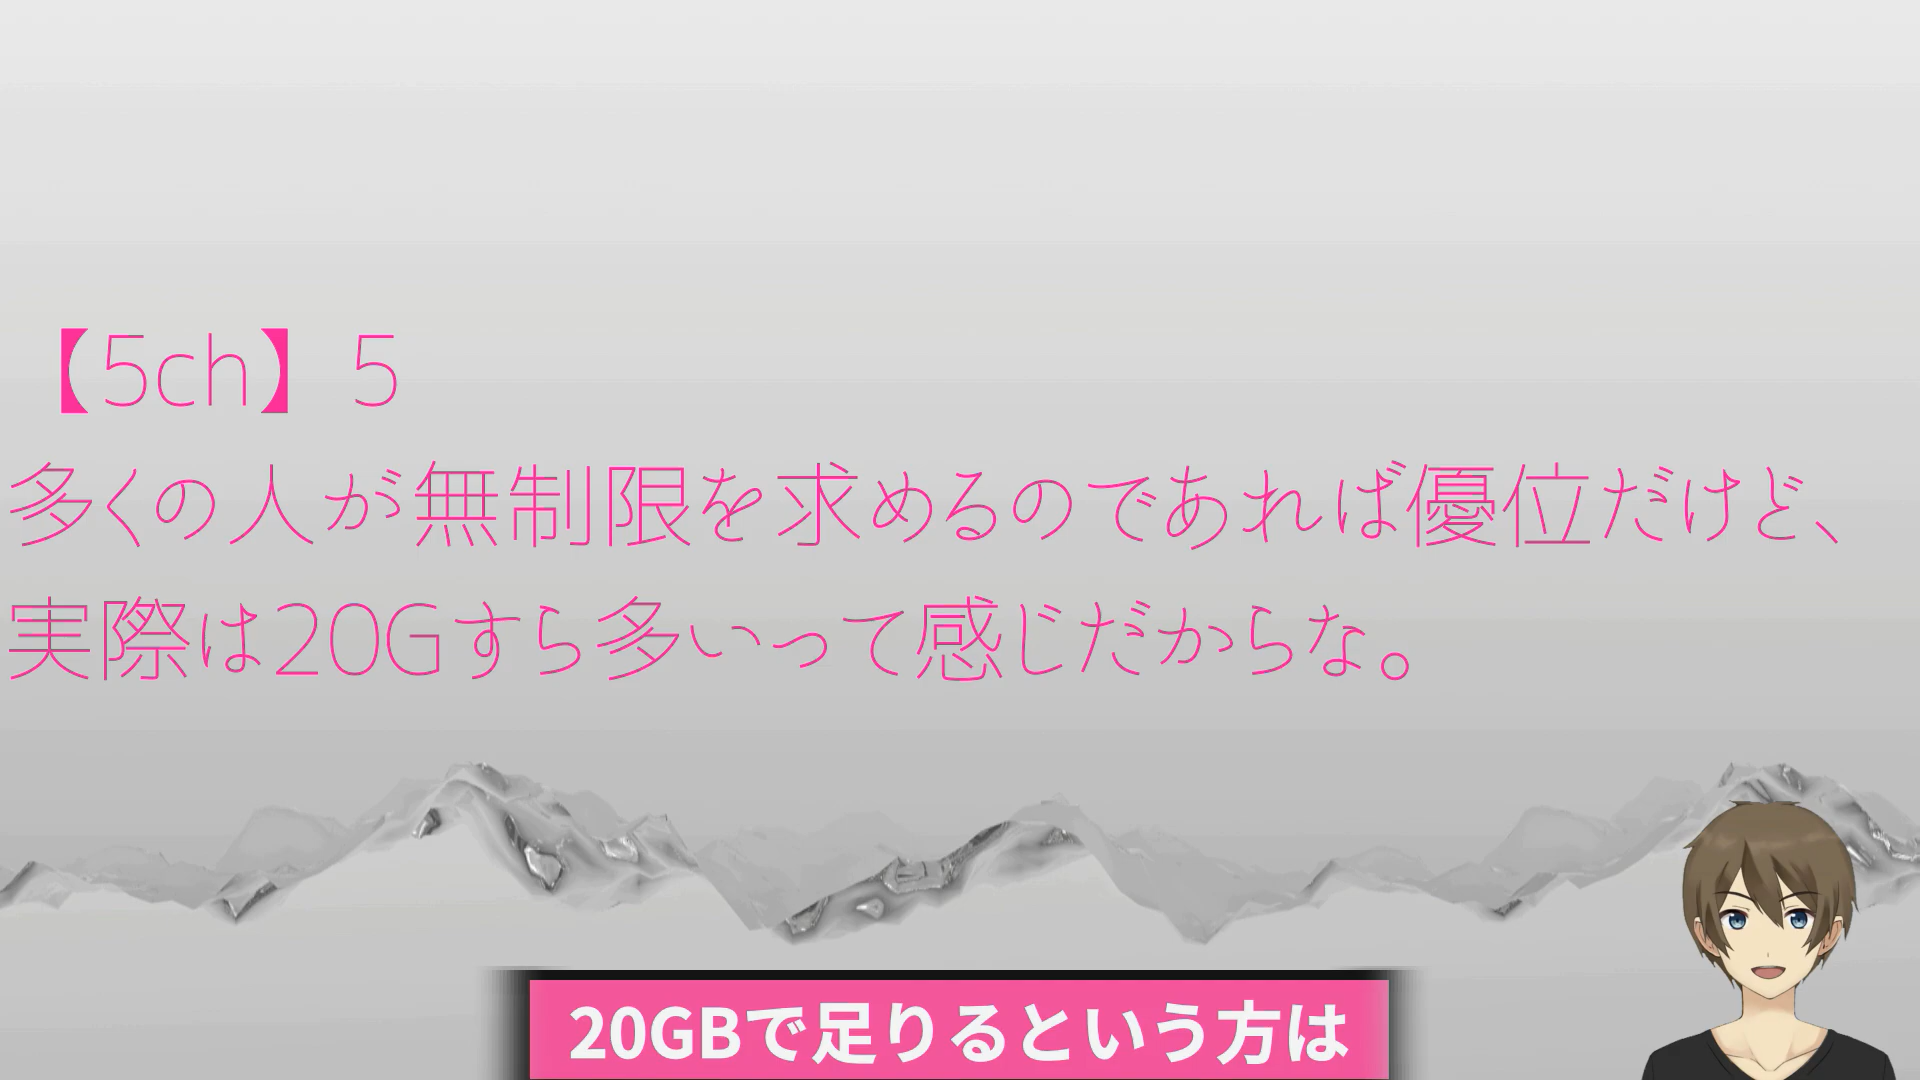 【5ch】 5
多くの人が無制限を求めるのであれば優位だけど、
実際は20Gすら多いって感じだからな。
20GBで足りるという方は